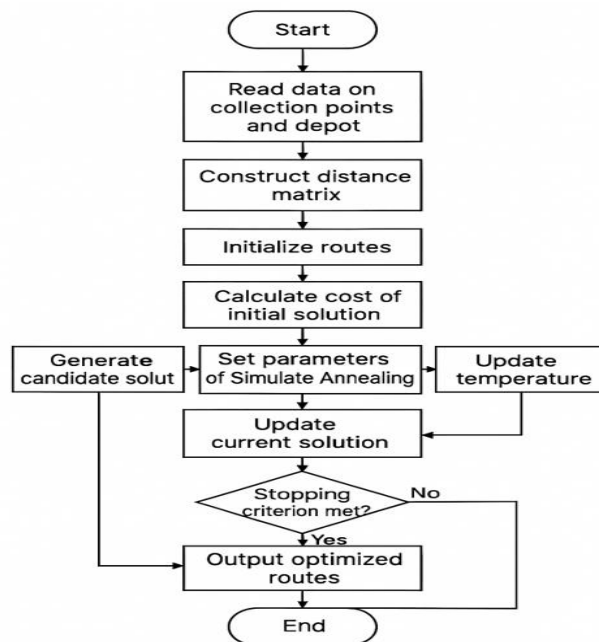 Start
Read data on
collection points
and depot
Construct distance
matrix
Initialize routes
Calculate cost of
initial solution
Generate
candidate solut
Set parameters
of Simulate Annealing
Update
temperature
Update
current solution
Stopping
criterion met?
No
Yes
Output optimized
routes
End